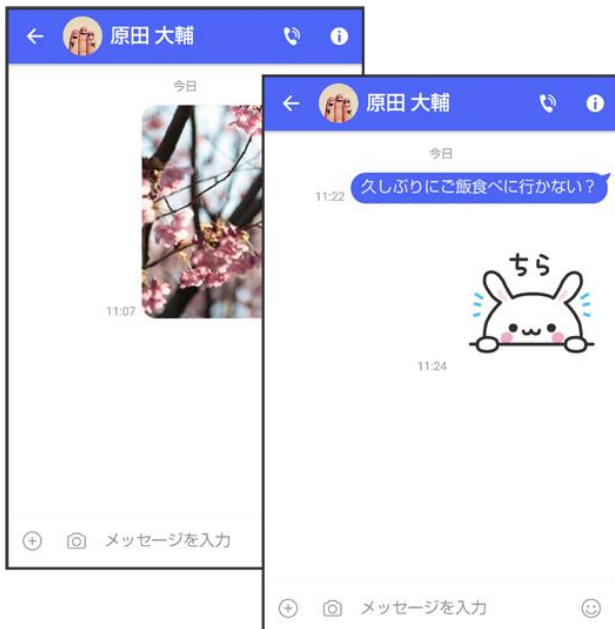 原田 大輔
今日
11:07
メッセージを入力
原田 大輔
今日
11:22 久しぶりにご飯食べに行かない？
ちら
11:24
メッセージを入力